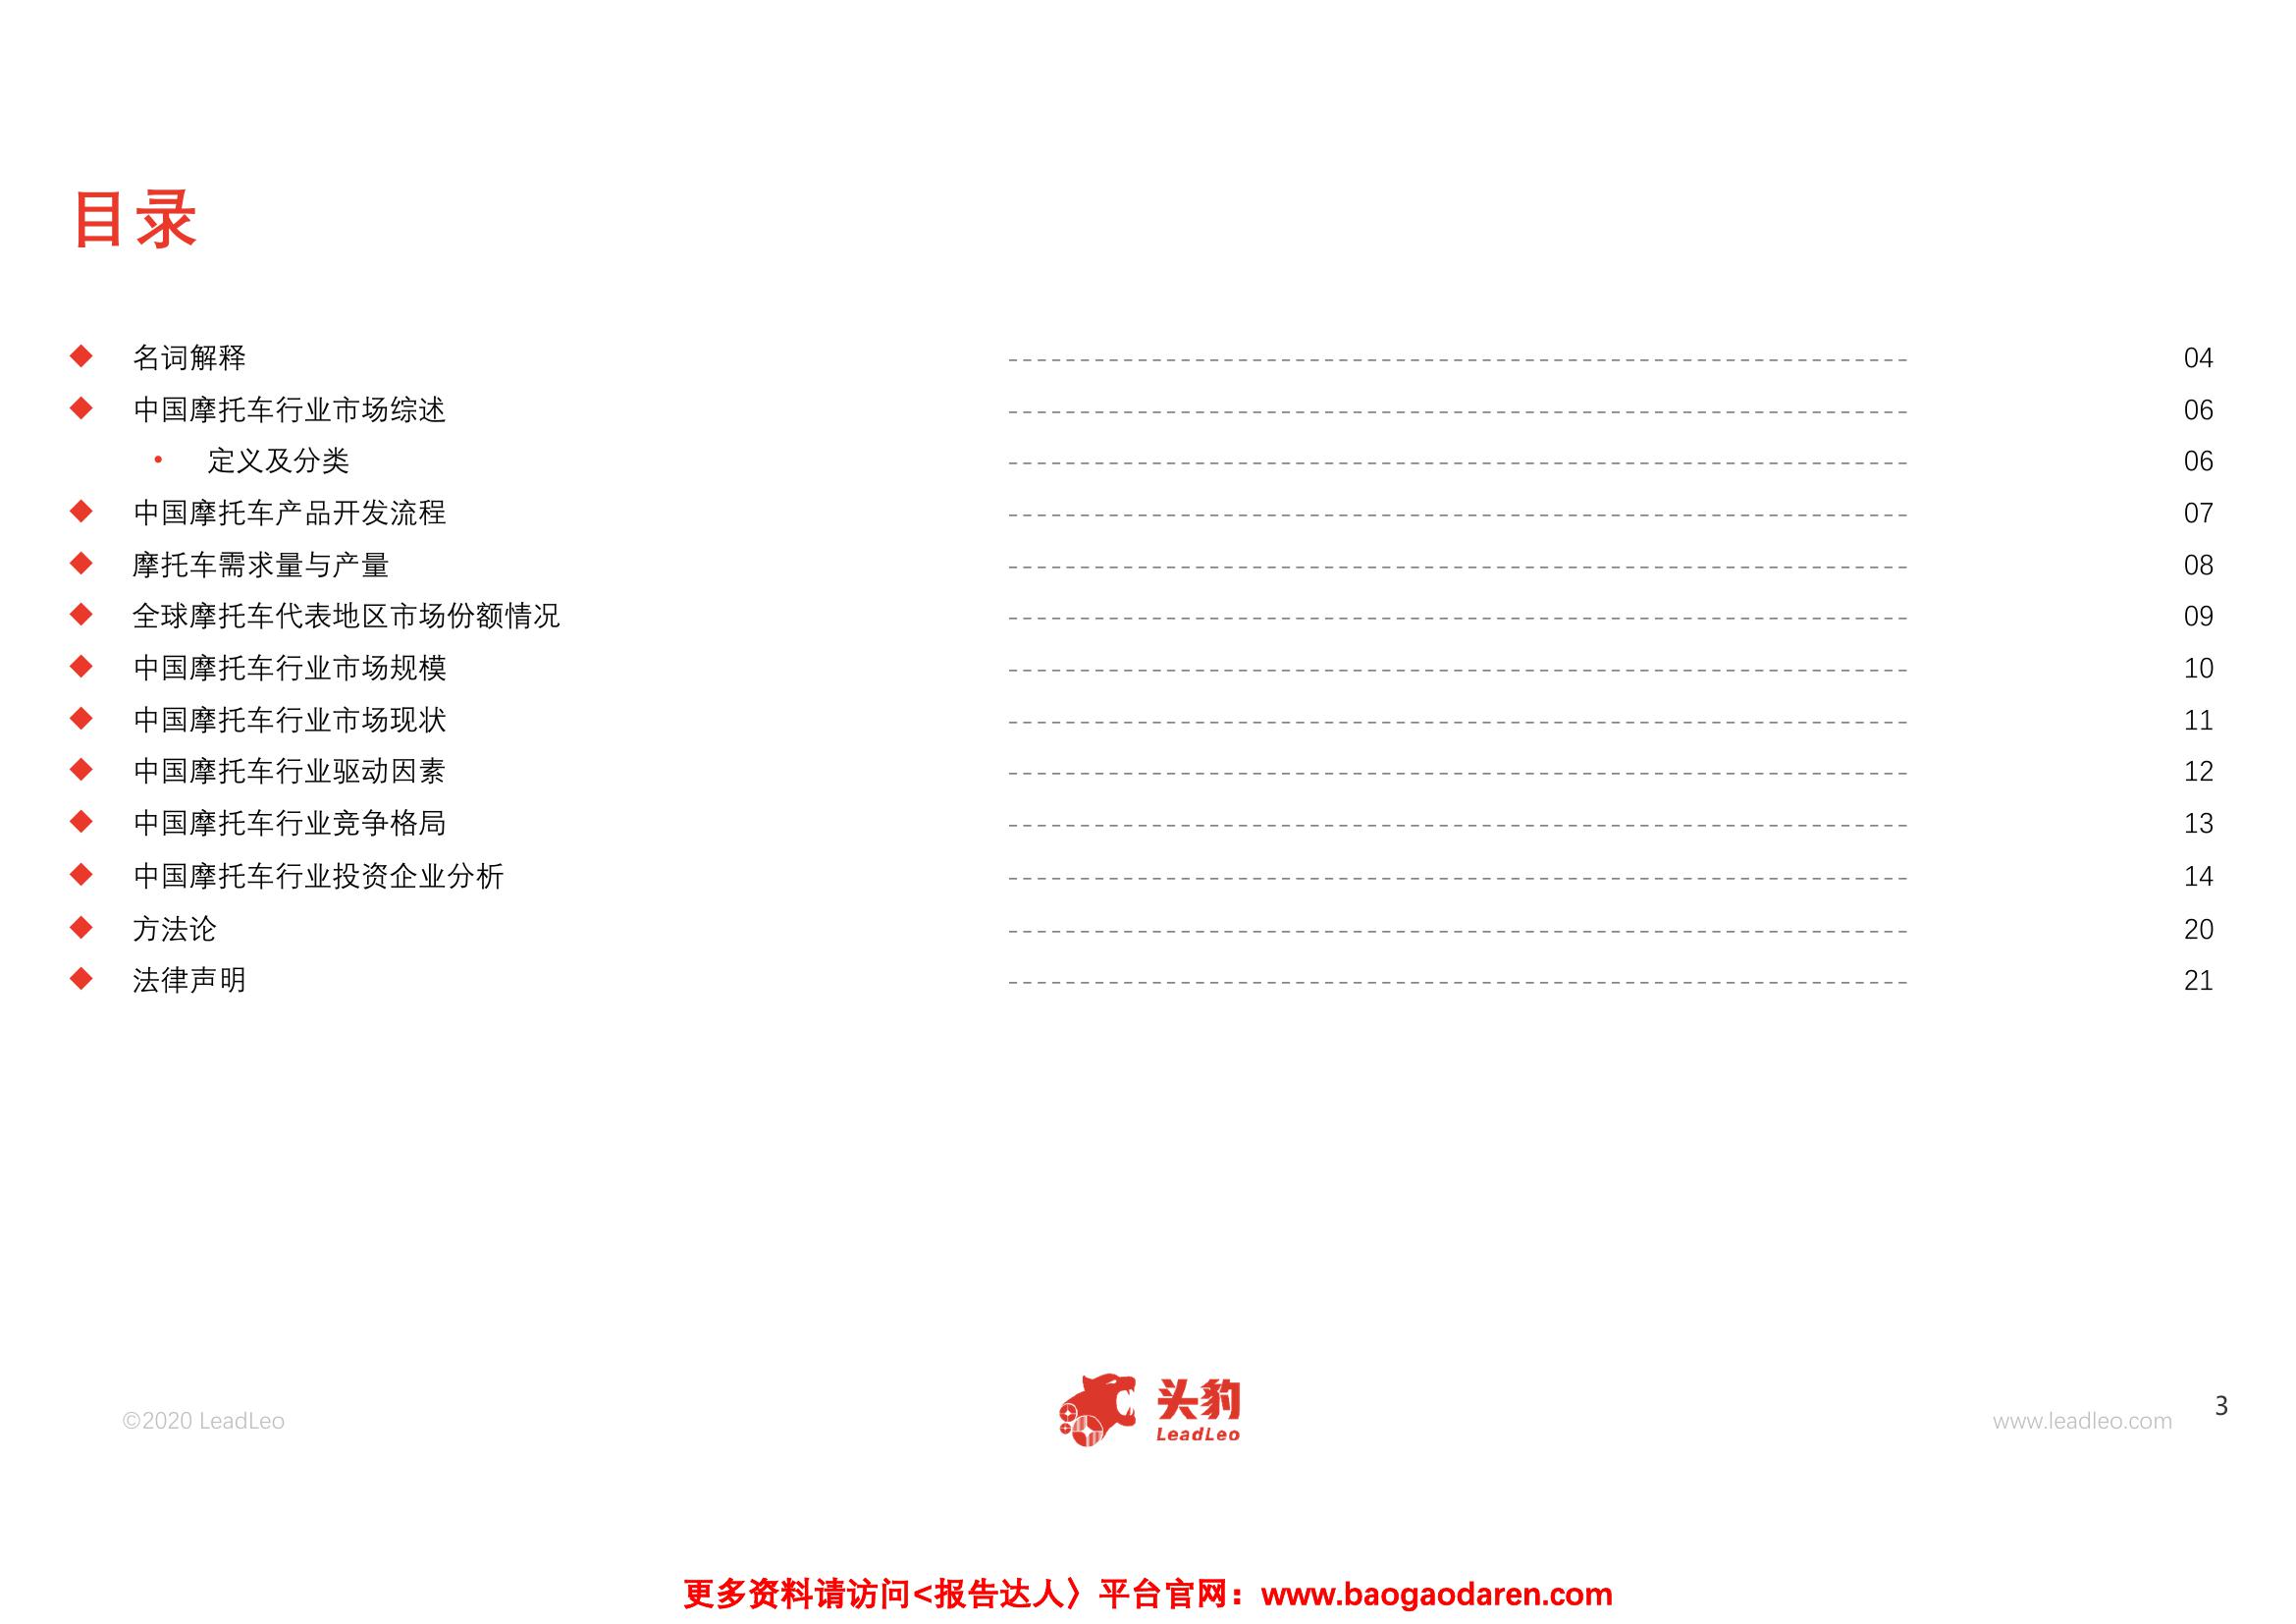 目录
◆ 名词解释 ---------------------------------------------------------------- 04
◆ 中国摩托车行业市场综述 ---------------------------------------------------------------- 06
• 定义及分类 ---------------------------------------------------------------- 06
◆ 中国摩托车产品开发流程 ---------------------------------------------------------------- 07
◆ 摩托车需求量与产量 ---------------------------------------------------------------- 08
◆ 全球摩托车代表地区市场份额情况 ---------------------------------------------------------------- 09
◆ 中国摩托车行业市场规模 ---------------------------------------------------------------- 10
◆ 中国摩托车行业市场现状 ---------------------------------------------------------------- 11
◆ 中国摩托车行业驱动因素 ---------------------------------------------------------------- 12
◆ 中国摩托车行业竞争格局 ---------------------------------------------------------------- 13
◆ 中国摩托车行业投资企业分析 ---------------------------------------------------------------- 14
◆ 方法论 ---------------------------------------------------------------- 20
◆ 法律声明 ---------------------------------------------------------------- 21
©2020 LeadLeo
头豹
LeadLeo
www.leadleo.com
3
更多资料请访问<报告达人〉平台官网：www.baogaodaren.com